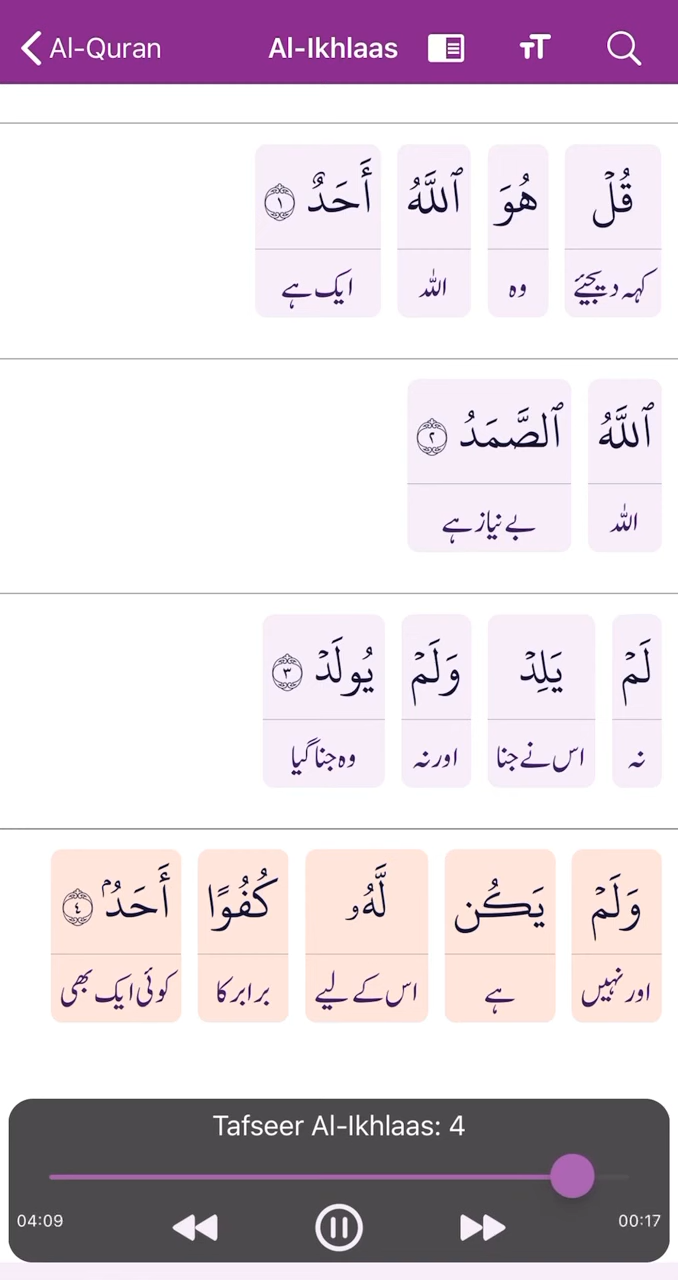 Al-Quran Al-Ikhlaas
قُلۡ هُوَ ٱللَّهُ أَحَدٌ ١
کہہ دیجیئے وہ اللہ ایک ہے
ٱللَّهُ ٱلصَّمَدُ ٢
اللہ بے نیاز ہے
لَمۡ يَلِدۡ وَلَمۡ يُولَدۡ ٣
نہ اس نے جنا اور نہ وہ جنا گیا
وَلَمۡ يَكُن لَّهُۥ كُفُوًا أَحَدُۢ ٤
اور نہیں ہے اس کے لیے برابر کا کوئی ایک بھی
Tafseer Al-Ikhlaas: 4
04:09 00:17